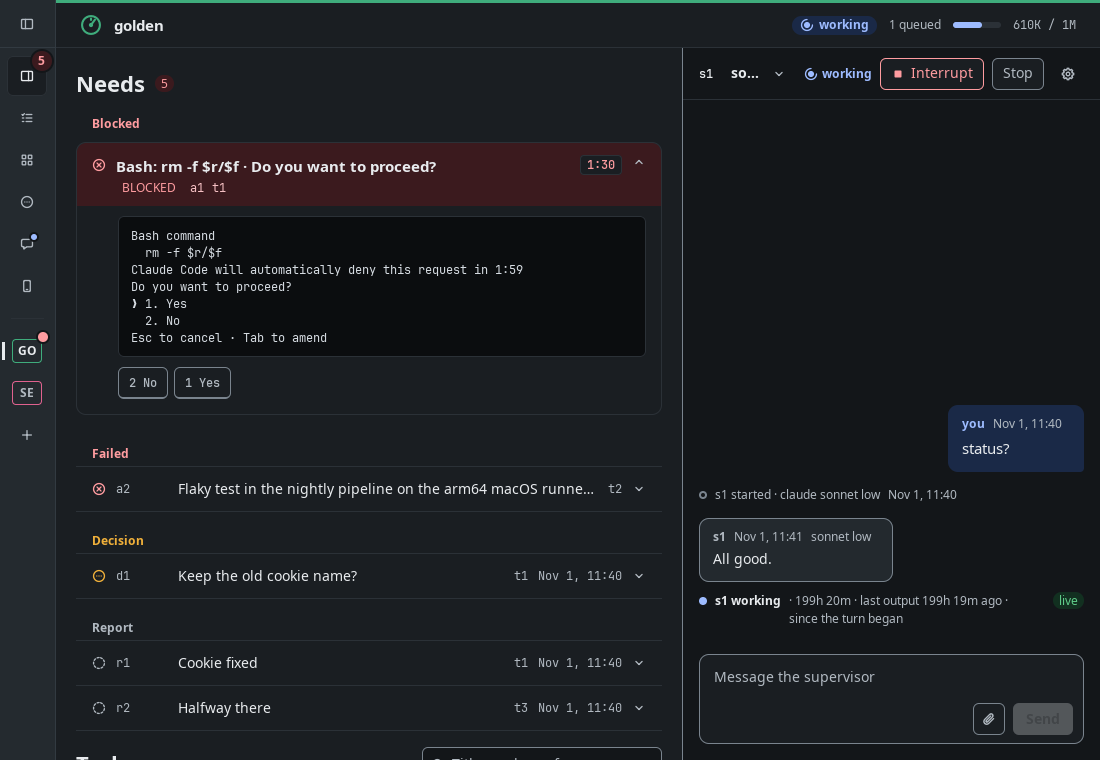 golden
working
1 queued
610K / 1M
5
GO
SE
Needs 5
Blocked
Bash: rm -f $r/$f · Do you want to proceed?
1:30
BLOCKED a1 t1
Bash command
rm -f $r/$f
Claude Code will automatically deny this request in 1:59
Do you want to proceed?
❯ 1. Yes
2. No
Esc to cancel · Tab to amend
2 No
1 Yes
Failed
a2 Flaky test in the nightly pipeline on the arm64 macOS runne… t2
Decision
d1 Keep the old cookie name? t1 Nov 1, 11:40
Report
r1 Cookie fixed t1 Nov 1, 11:40
r2 Halfway there t3 Nov 1, 11:40
s1 so… working Interrupt Stop
you Nov 1, 11:40
status?
s1 started · claude sonnet low Nov 1, 11:40
s1 Nov 1, 11:41 sonnet low
All good.
s1 working · 199h 20m · last output 199h 19m ago ·
since the turn began
live
Message the supervisor
Send